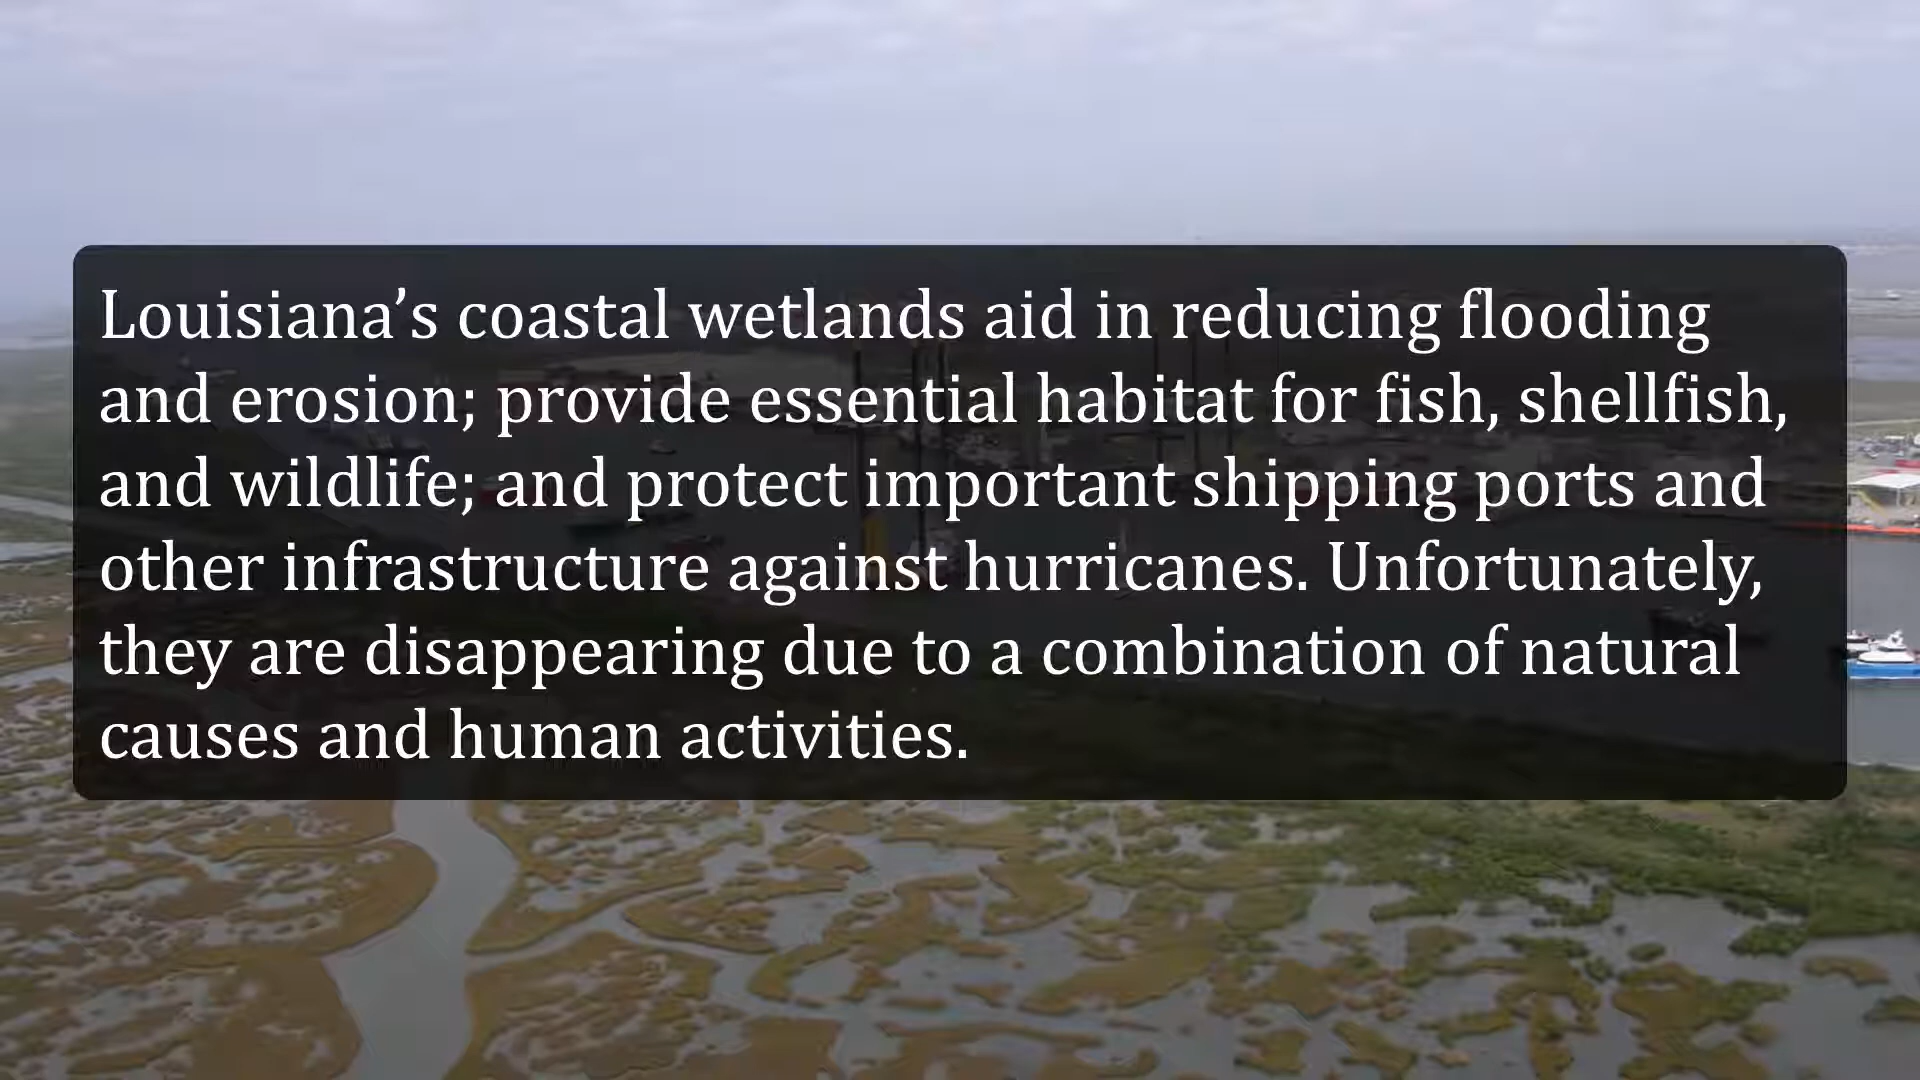 Louisiana’s coastal wetlands aid in reducing flooding
and erosion; provide essential habitat for fish, shellfish,
and wildlife; and protect important shipping ports and
other infrastructure against hurricanes. Unfortunately,
they are disappearing due to a combination of natural
causes and human activities.